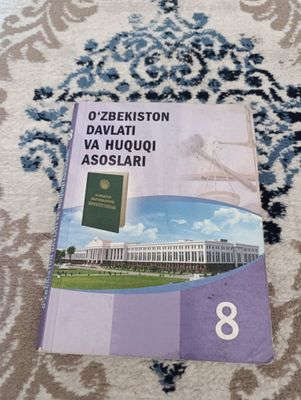 O‘ZBEKISTON
DAVLATI
VA HUQUQI
ASOSLARI
8